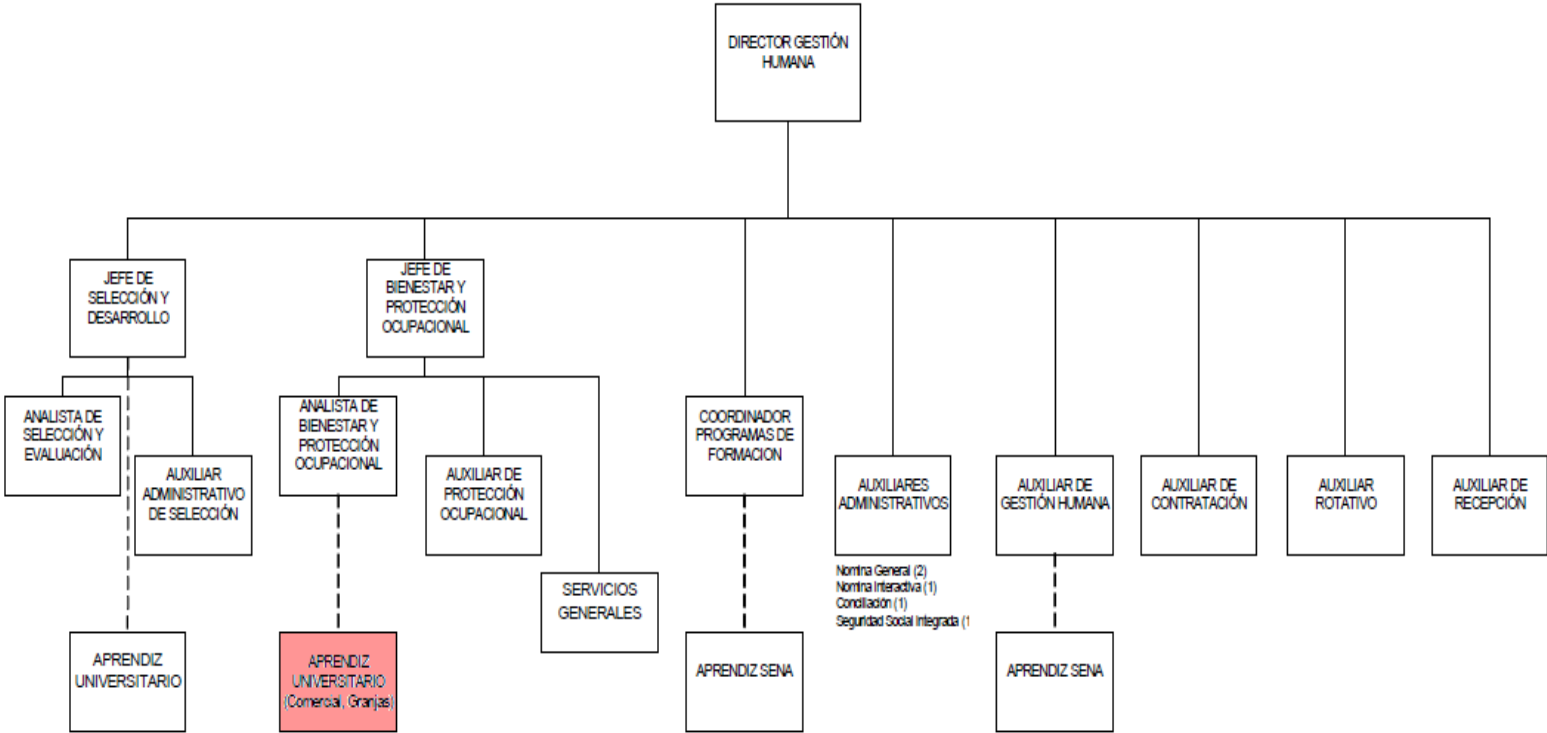 DIRECTOR GESTIÓN
HUMANA
JEFE DE
SELECCIÓN Y
DESARROLLO
JEFE DE
BIENESTAR Y
PROTECCIÓN
OCUPACIONAL
ANALISTA DE
SELECCIÓN Y
EVALUACIÓN
AUXILIAR
ADMINISTRATIVO
DE SELECCIÓN
ANALISTA DE
BIENESTAR Y
PROTECCIÓN
OCUPACIONAL
AUXILIAR DE
PROTECCIÓN
OCUPACIONAL
SERVICIOS
GENERALES
COORDINADOR
PROGRAMAS DE
FORMACION
AUXILIARES
ADMINISTRATIVOS
Nomina General (2)
Nomina Interactiva (1)
Conciliación (1)
Seguridad Social Integrada (1
AUXILIAR DE
GESTIÓN HUMANA
AUXILIAR DE
CONTRATACIÓN
AUXILIAR
ROTATIVO
AUXILIAR DE
RECEPCIÓN
APRENDIZ
UNIVERSITARIO
APRENDIZ
UNIVERSITARIO
(Comercial, Granjas)
APRENDIZ SENA
APRENDIZ SENA